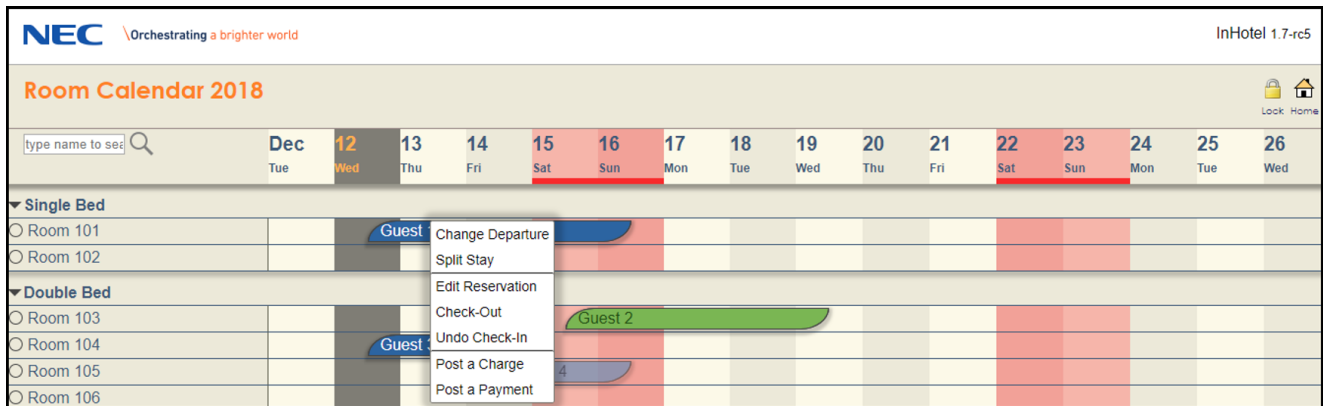 NEC \Orchestrating a brighter world
InHotel 1.7-rc5
Room Calendar 2018
Lock Home
type name to sea
Dec 12 13 14 15 16 17 18 19 20 21 22 23 24 25 26
Tue Wed Thu Fri Sat Sun Mon Tue Wed Thu Fri Sat Sun Mon Tue Wed
Single Bed
Room 101
Guest
Room 102
Double Bed
Room 103
Guest 2
Room 104
Guest
Room 105
4
Room 106
Change Departure
Split Stay
Edit Reservation
Check-Out
Undo Check-In
Post a Charge
Post a Payment